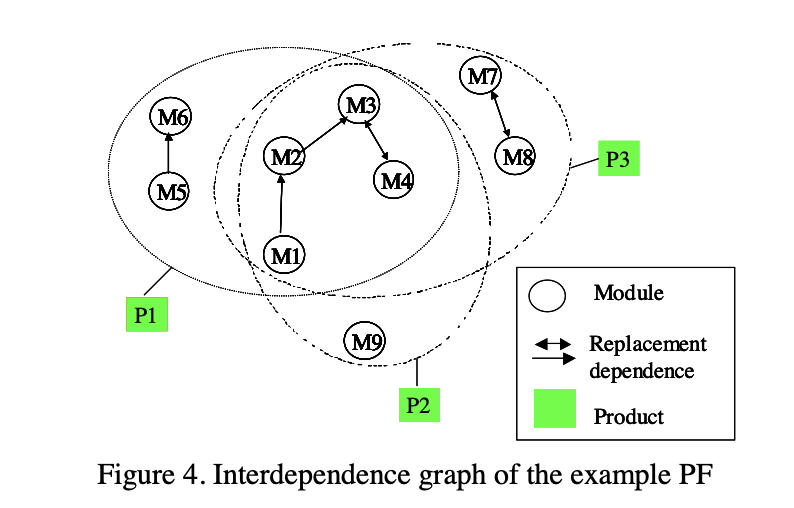 M7
M3
M6
M2
M8
P3
M4
M5
M1
Module
P1
M9
Replacement
dependence
P2
Product
Figure 4. Interdependence graph of the example PF